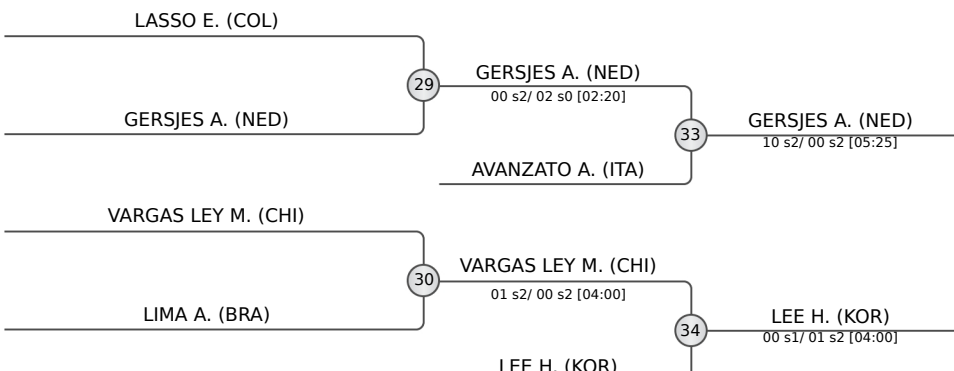 LASSO E. (COL)
29
GERSJES A. (NED)
GERSJES A. (NED)
00 s2/ 02 s0 [02:20]
33
GERSJES A. (NED)
10 s2/ 00 s2 [05:25]
AVANZATO A. (ITA)
VARGAS LEY M. (CHI)
30
LIMA A. (BRA)
VARGAS LEY M. (CHI)
01 s2/ 00 s2 [04:00]
34
LEE H. (KOR)
00 s1/ 01 s2 [04:00]
LEE H. (KOR)